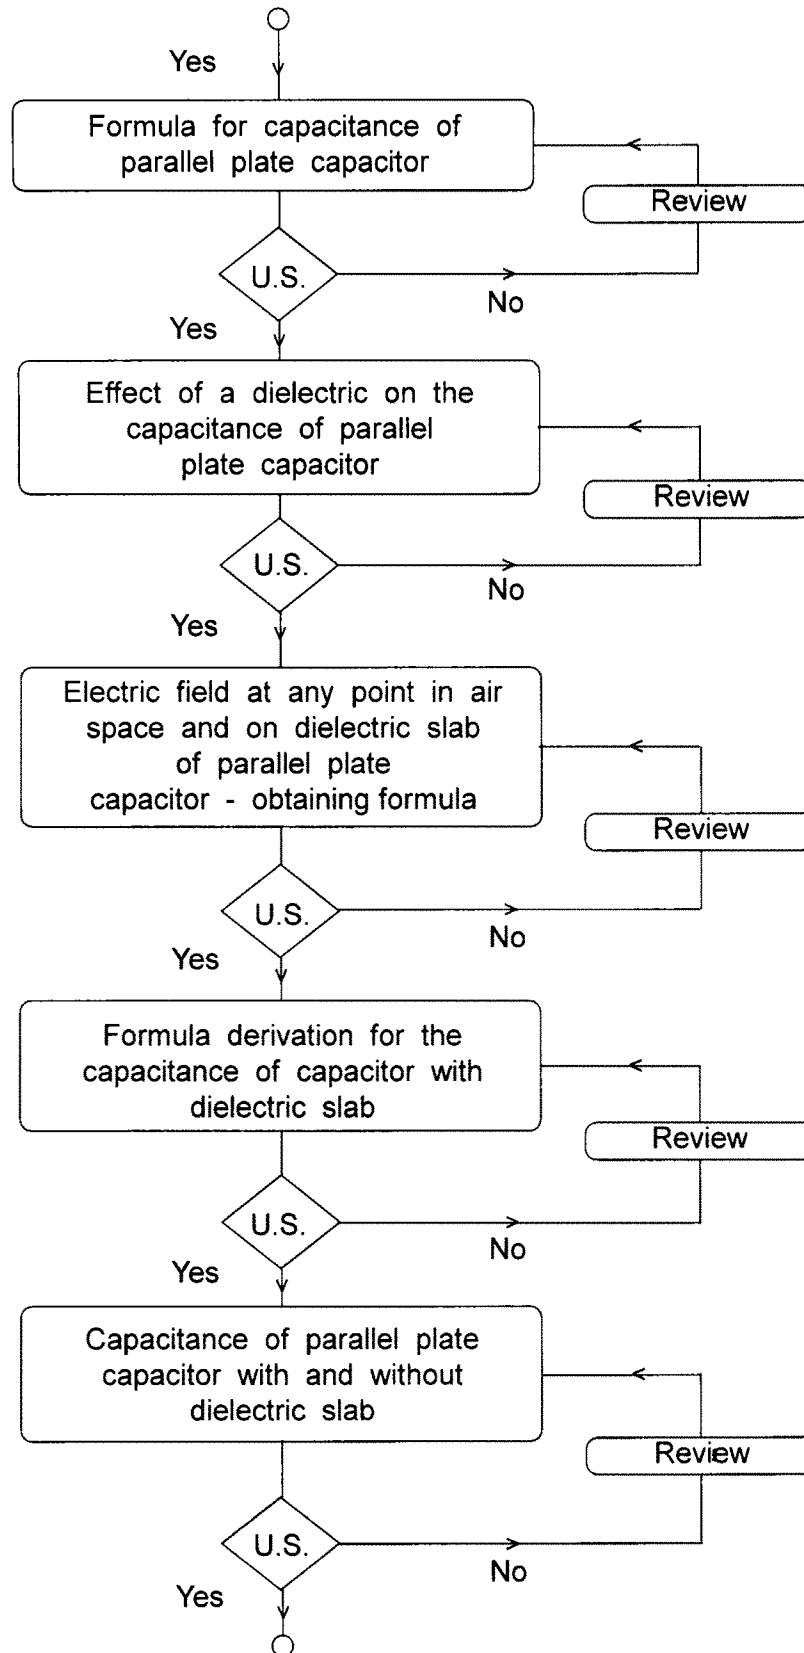 Yes
Formula for capacitance of
parallel plate capacitor
Review
U.S.
No
Yes
Effect of a dielectric on the
capacitance of parallel
plate capacitor
Review
U.S.
No
Yes
Electric field at any point in air
space and on dielectric slab
of parallel plate
capacitor - obtaining formula
Review
U.S.
No
Yes
Formula derivation for the
capacitance of capacitor with
dielectric slab
Review
U.S.
No
Yes
Capacitance of parallel plate
capacitor with and without
dielectric slab
Review
U.S.
No
Yes